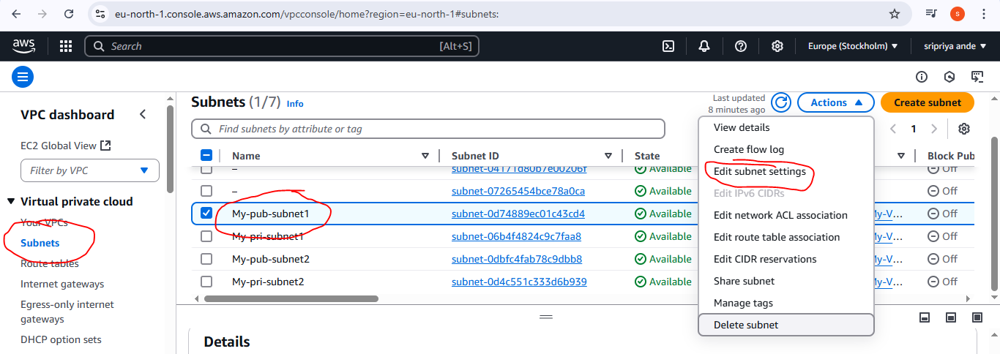 eu-north-1.console.aws.amazon.com/vpcconsole/home?region=eu-north-1#subnets:
S
aws
Search
[Alt+S]
Europe (Stockholm)
sripriya ande
VPC dashboard
EC2 Global View
Filter by VPC
Virtual private cloud
Your VPCs
Subnets
Route tables
Internet gateways
Egress-only internet
gateways
DHCP option sets
Subnets (1/7) Info
Last updated
8 minutes ago
Actions
Create subnet
Find subnets by attribute or tag
1
Name Subnet ID State Block Pub
– subnet-04171d80b7e00206f Available Off
– subnet-07265454bce78a0ca Available Off
My-pub-subnet1 subnet-0d74889ec01c43cd4 Available My-V... Off
My-pri-subnet1 subnet-06b4f4824c9c7faa8 Available My-V... Off
My-pub-subnet2 subnet-0dbfc4fab78c9dbb8 Available My-V... Off
My-pri-subnet2 subnet-0d4c551c333d6b939 Available My-V... Off
View details
Create flow log
Edit subnet settings
Edit IPv6 CIDRs
Edit network ACL association
Edit route table association
Edit CIDR reservations
Share subnet
Manage tags
Delete subnet
Details